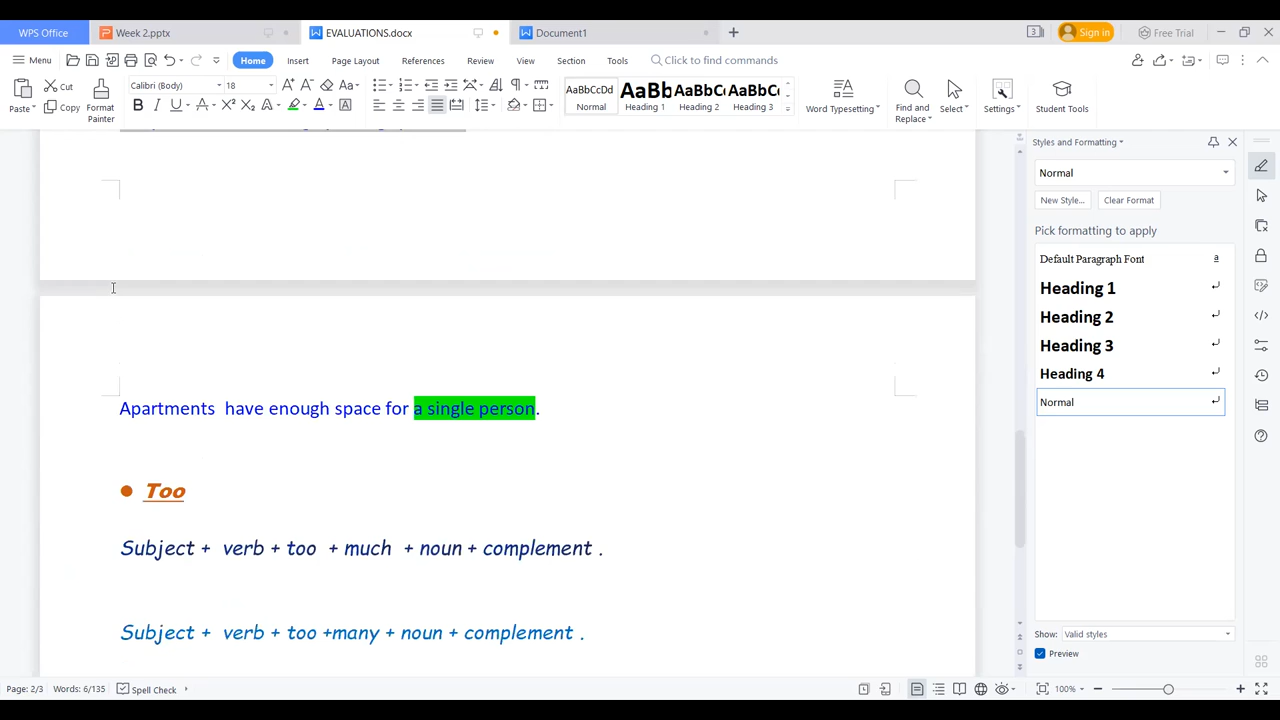 WPS Office
Week 2.pptx
EVALUATIONS.docx
Document1
Sign in
Free Trial
Menu
Home
Insert
Page Layout
References
Review
View
Section
Tools
Click to find commands
Paste
Cut
Copy
Format Painter
Calibri (Body)
18
AaBbCcDd
Normal
AaBb
Heading 1
AaBbC
Heading 2
AaBbC
Heading 3
Word Typesetting
Find and Replace
Select
Settings
Student Tools
Apartments have enough space for a single person.
Too
Subject + verb + too + much + noun + complement .
Subject + verb + too +many + noun + complement .
Styles and Formatting
Normal
New Style...
Clear Format
Pick formatting to apply
Default Paragraph Font
Heading 1
Heading 2
Heading 3
Heading 4
Normal
Show: Valid styles
Preview
Page: 2/3
Words: 6/135
Spell Check
100%